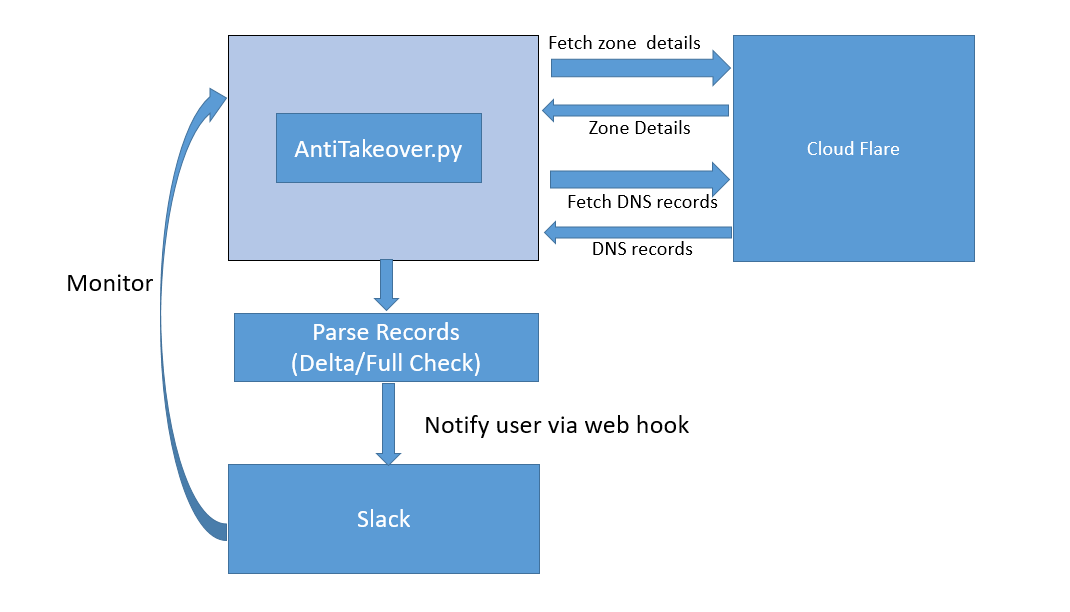 Fetch zone details
AntiTakeover.py
Zone Details
Cloud Flare
Fetch DNS records
DNS records
Monitor
Parse Records
(Delta/Full Check)
Notify user via web hook
Slack